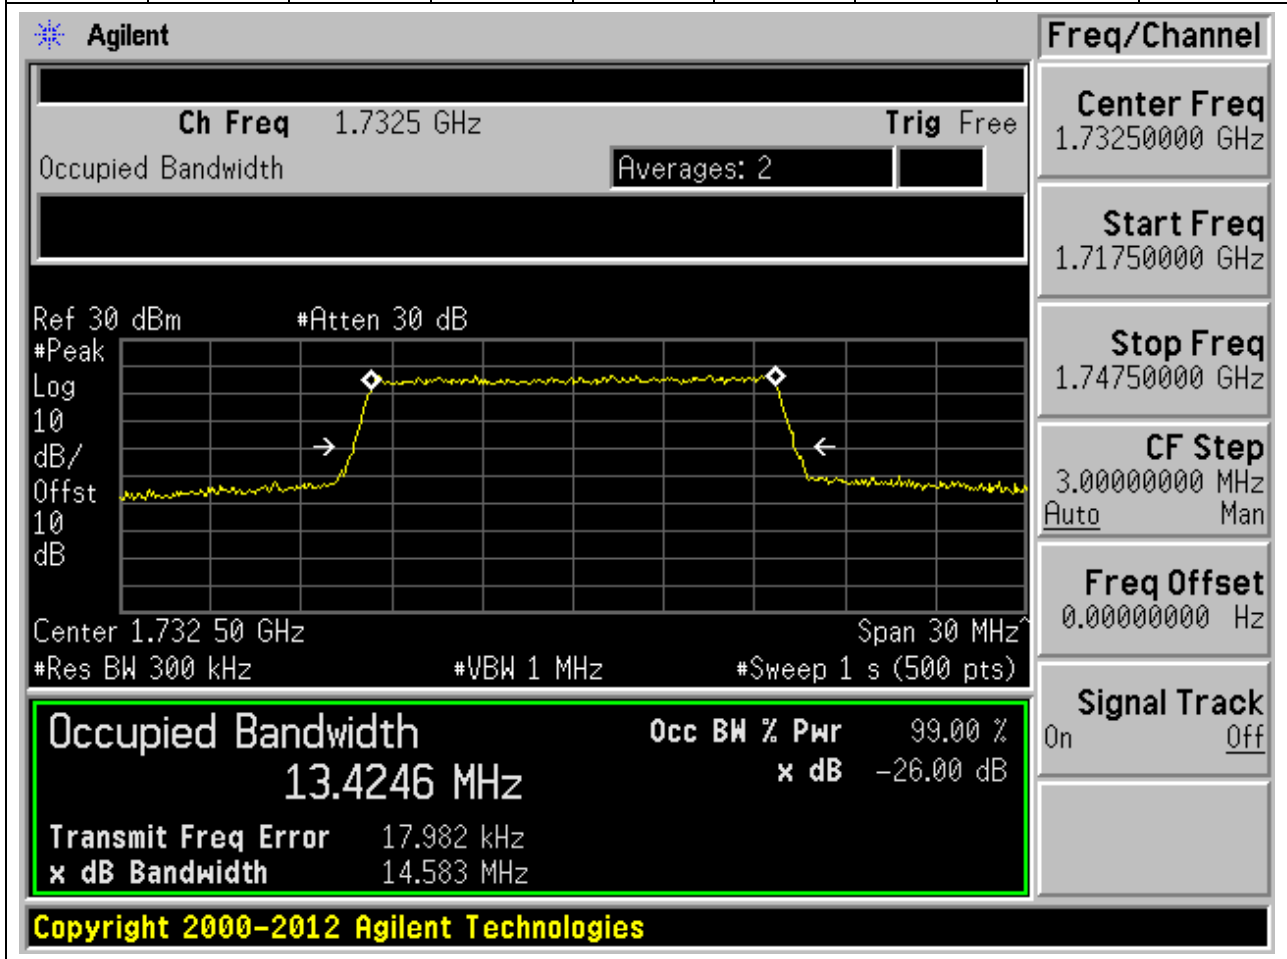 Agilent
Freq/Channel
Ch Freq 1.7325 GHz Trig Free
Occupied Bandwidth Averages: 2
Center Freq
1.73250000 GHz
Start Freq
1.71750000 GHz
Stop Freq
1.74750000 GHz
CF Step
3.00000000 MHz
Auto Man
Freq Offset
0.00000000 Hz
Signal Track
On Off
Ref 30 dBm #Atten 30 dB
#Peak
Log
10
dB/
Offst
10
dB
Center 1.732 50 GHz Span 30 MHz^
#Res BW 300 kHz #VBW 1 MHz #Sweep 1 s (500 pts)
Occupied Bandwidth Occ BW % Pwr 99.00 %
13.4246 MHz x dB -26.00 dB
Transmit Freq Error 17.982 kHz
x dB Bandwidth 14.583 MHz
Copyright 2000-2012 Agilent Technologies